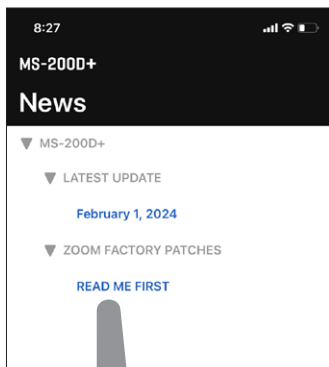 8:27
MS-200D+
News
▼ MS-200D+
▼ LATEST UPDATE
February 1, 2024
▼ ZOOM FACTORY PATCHES
READ ME FIRST